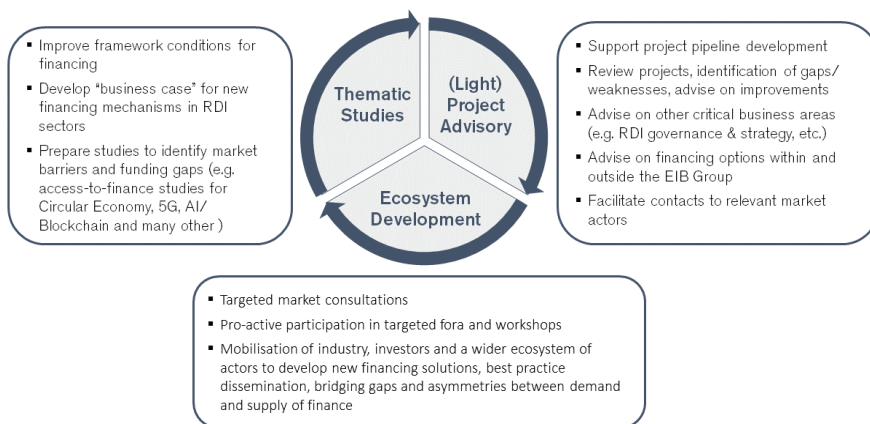 ▪ Improve framework conditions for
financing
▪ Develop "business case" for new
financing mechanisms in RDI
sectors
▪ Prepare studies to identify market
barriers and funding gaps (e.g.
access-to-finance studies for
Circular Economy, 5G, AI/
Blockchain and many other )
Thematic
Studies
(Light)
Project
Advisory
Ecosystem
Development
▪ Support project pipeline development
▪ Review projects, identification of gaps/
weaknesses, advise on improvements
▪ Advise on other critical business areas
(e.g. RDI governance & strategy, etc.)
▪ Advise on financing options within and
outside the EIB Group
▪ Facilitate contacts to relevant market
actors
▪ Targeted market consultations
▪ Pro-active participation in targeted fora and workshops
▪ Mobilisation of industry, investors and a wider ecosystem of
actors to develop new financing solutions, best practice
dissemination, bridging gaps and asymmetries between demand
and supply of finance